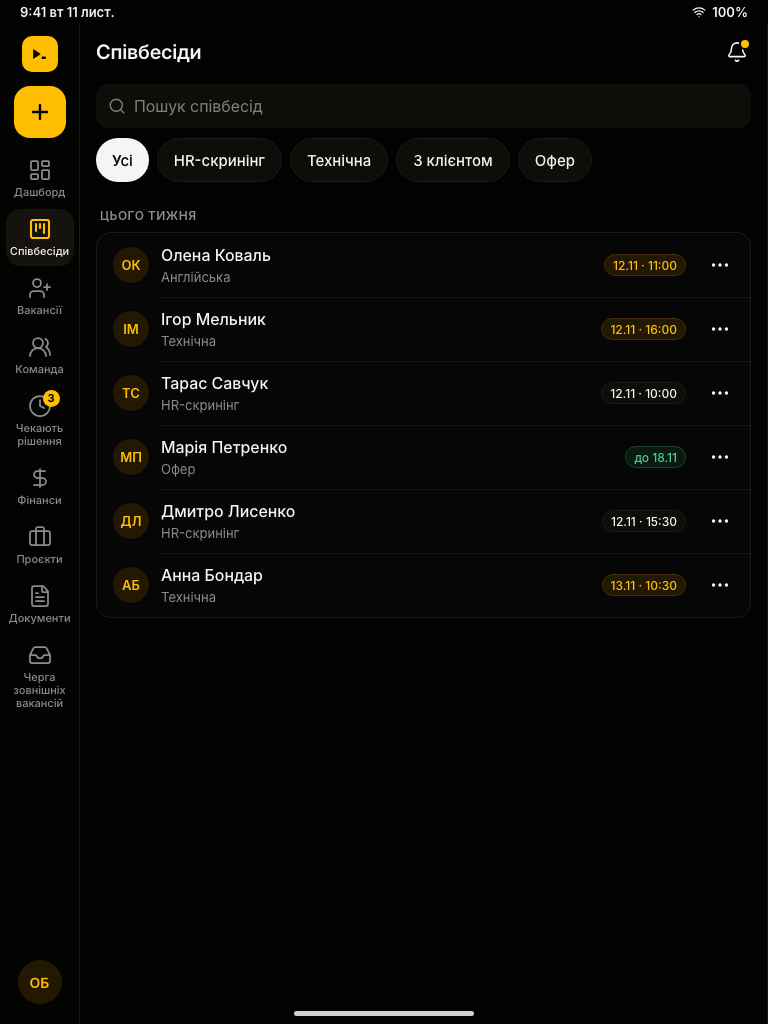 9:41 вт 11 лист.
100%
Співбесіди
Пошук співбесід
Усі
HR-скринінг
Технічна
З клієнтом
Офер
Дашборд
Співбесіди
Вакансії
Команда
3
Чекають
рішення
Фінанси
Проєкти
Документи
Черга
зовнішніх
вакансій
ОБ
ЦЬОГО ТИЖНЯ
ОК
Олена Коваль
Англійська
12.11 · 11:00
ІМ
Ігор Мельник
Технічна
12.11 · 16:00
ТС
Тарас Савчук
HR-скринінг
12.11 · 10:00
МП
Марія Петренко
Офер
до 18.11
ДЛ
Дмитро Лисенко
HR-скринінг
12.11 · 15:30
АБ
Анна Бондар
Технічна
13.11 · 10:30